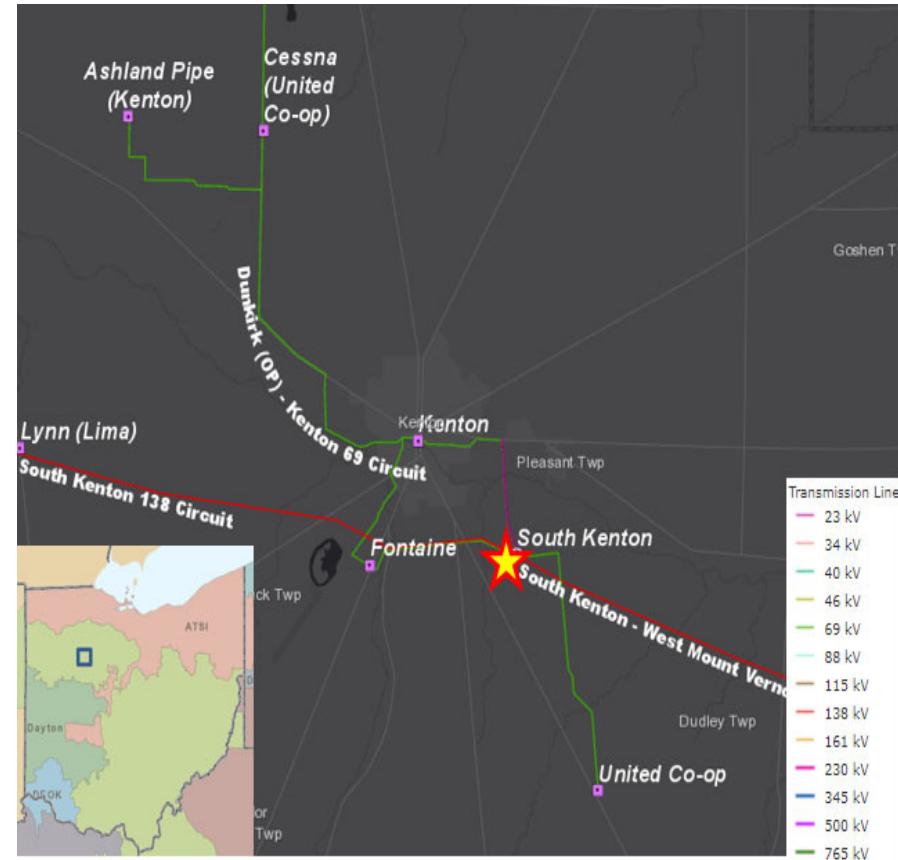 Ashland Pipe
(Kenton)
Cessna
(United
Co-op)
Goshen T
Dunkirk (OP) - Kenton 69 Circuit
Kenton
Kenton
Lynn (Lima)
Pleasant Twp
South Kenton 138 Circuit
Fontaine
South Kenton
South Kenton - West Mount Verno
ck Twp
Dudley Twp
United Co-op
or
Twp
ATSI
Dayton
DEOK
D
Transmission Line
23 kV
34 kV
40 kV
46 kV
69 kV
88 kV
115 kV
138 kV
161 kV
230 kV
345 kV
500 kV
765 kV